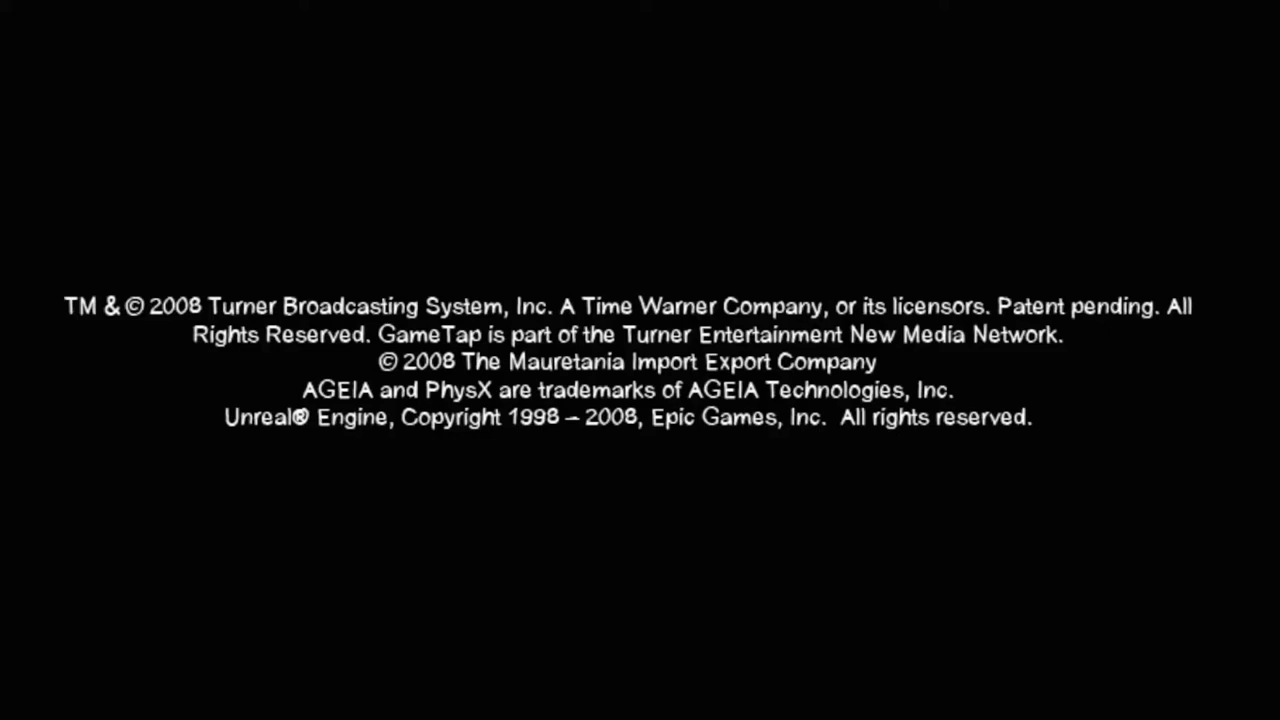 TM & © 2008 Turner Broadcasting System, Inc. A Time Warner Company, or its licensors. Patent pending. All
Rights Reserved. GameTap is part of the Turner Entertainment New Media Network.
© 2008 The Mauretania Import Export Company
AGEIA and PhysX are trademarks of AGEIA Technologies, Inc.
Unreal® Engine, Copyright 1998 – 2008, Epic Games, Inc.  All rights reserved.